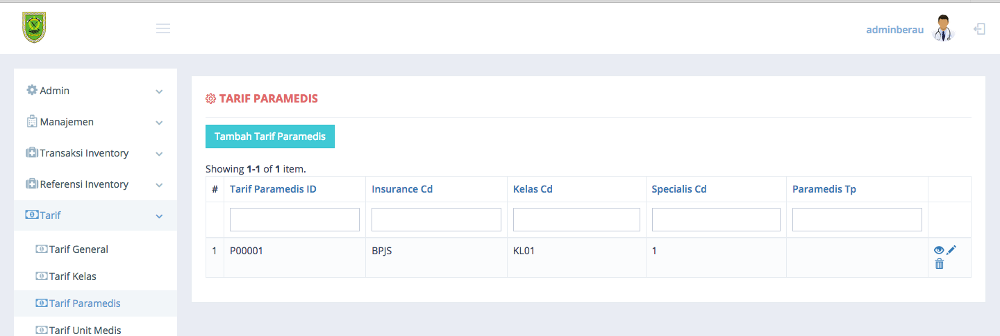 adminberau
Admin
Manajemen
Transaksi Inventory
Referensi Inventory
Tarif
Tarif General
Tarif Kelas
Tarif Paramedis
Tarif Unit Medis
TARIF PARAMEDIS
Tambah Tarif Paramedis
Showing 1-1 of 1 item.
# Tarif Paramedis ID Insurance Cd Kelas Cd Specialis Cd Paramedis Tp
1 P00001 BPJS KL01 1